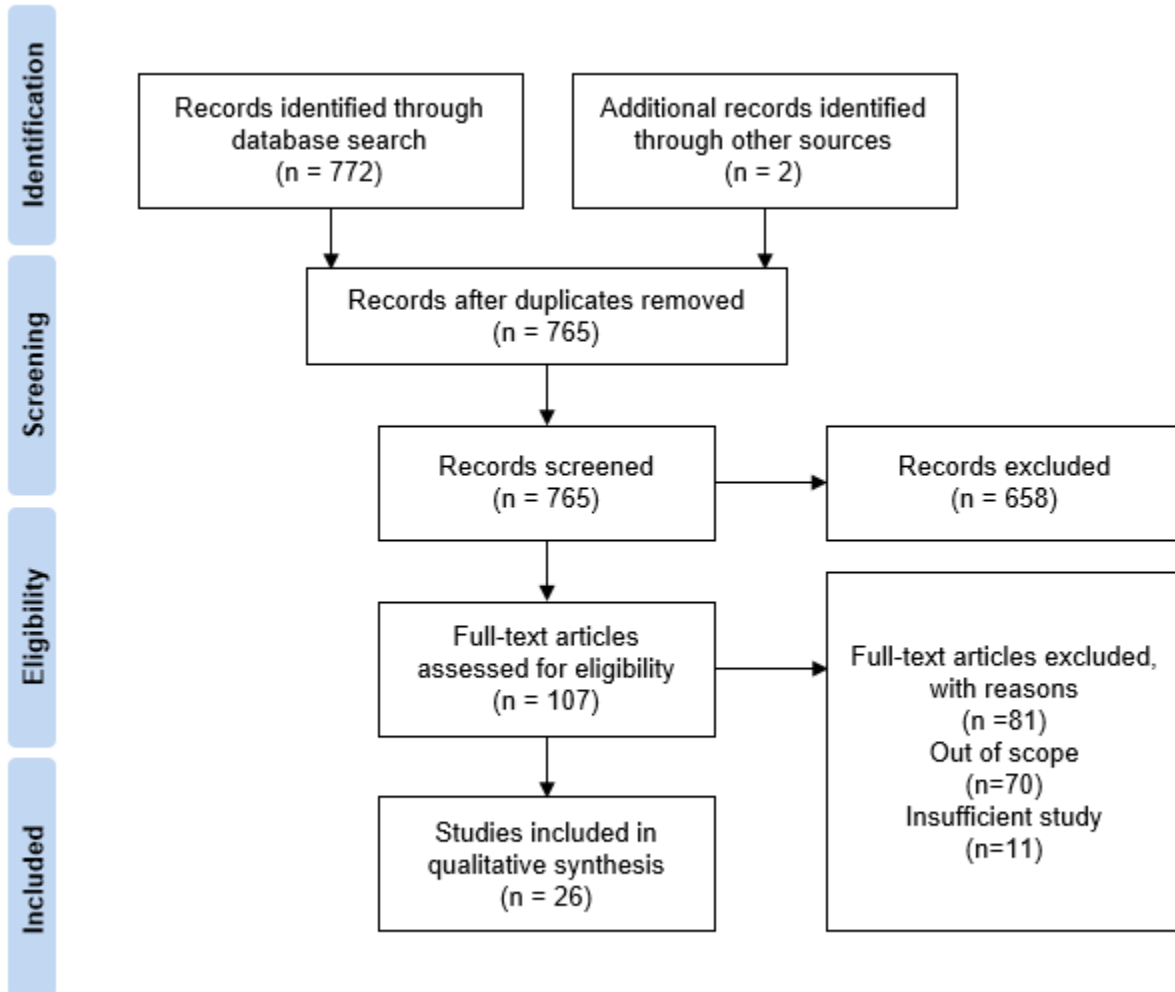 Identification
Records identified through
database search
(n = 772)
Additional records identified
through other sources
(n = 2)
Screening
Records after duplicates removed
(n = 765)
Records screened
(n = 765)
Records excluded
(n = 658)
Eligibility
Full-text articles
assessed for eligibility
(n = 107)
Full-text articles excluded,
with reasons
(n =81)
Out of scope
(n=70)
Insufficient study
(n=11)
Included
Studies included in
qualitative synthesis
(n = 26)